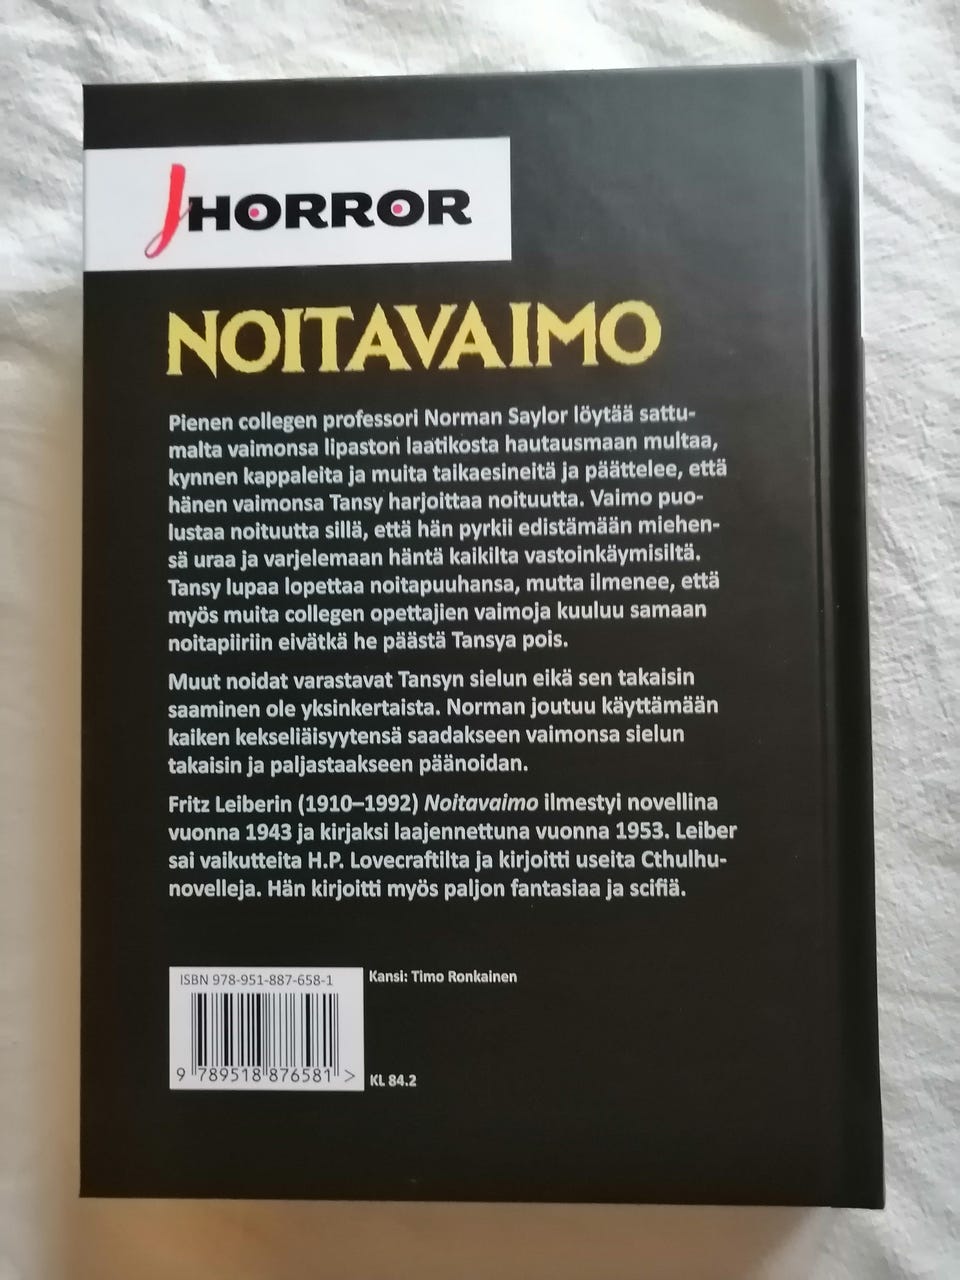 JHORROR
NOITAVAIMO
Pienen collegen professori Norman Saylor löytää sattu-
malta vaimonsa lipaston laatikosta hautausmaan multaa,
kynnen kappaleita ja muita taikaesineitä ja päättelee, että
hänen vaimonsa Tansy harjoittaa noituutta. Vaimo puo-
lustaa noituutta sillä, että hän pyrkii edistämään miehen-
sä uraa ja varjelemaan häntä kaikilta vastoinkäymisiltä.
Tansy lupaa lopettaa noitapuuhansa, mutta ilmenee, että
myös muita collegen opettajien vaimoja kuuluu samaan
noitapiiriin eivätkä he päästä Tansya pois.
Muut noidat varastavat Tansyn sielun eikä sen takaisin
saaminen ole yksinkertaista. Norman joutuu käyttämään
kaiken kekseliäisyytensä saadakseen vaimonsa sielun
takaisin ja paljastaakseen päänoidan.
Fritz Leiberin (1910–1992) Noitavaimo ilmestyi novellina
vuonna 1943 ja kirjaksi laajennettuna vuonna 1953. Leiber
sai vaikutteita H.P. Lovecraftilta ja kirjoitti useita Cthulhu-
novelleja. Hän kirjoitti myös paljon fantasiaa ja scifiä.
ISBN 978-951-887-658-1
Kansi: Timo Ronkainen
9 789518 876581 >
KL 84.2